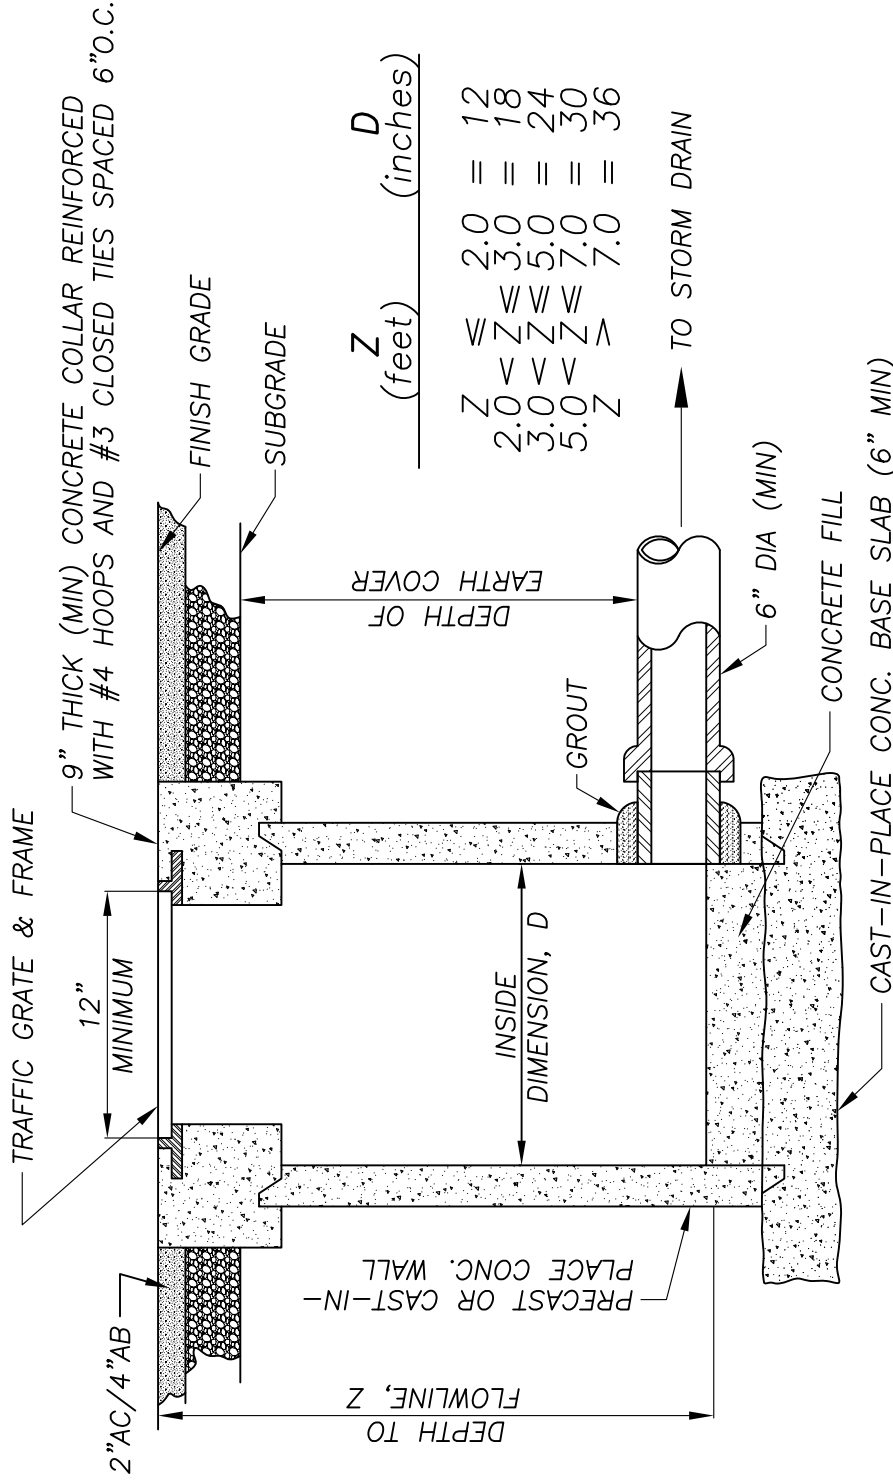 TRAFFIC GRATE & FRAME
12"
MINIMUM
9" THICK (MIN) CONCRETE COLLAR REINFORCED
WITH #4 HOOPS AND #3 CLOSED TIES SPACED 6"O.C.
2"AC/4"AB
FINISH GRADE
SUBGRADE
DEPTH TO
FLOWLINE, Z
PRECAST OR CAST-IN-
PLACE CONC. WALL
INSIDE
DIMENSION, D
DEPTH OF
EARTH COVER
GROUT
Z D
(feet) (inches)
Z ≤ 2.0 = 12
2.0 < Z ≤ 3.0 = 18
3.0 < Z ≤ 5.0 = 24
5.0 < Z ≤ 7.0 = 30
Z > 7.0 = 36
TO STORM DRAIN
6" DIA (MIN)
CONCRETE FILL
CAST-IN-PLACE CONC. BASE SLAB (6" MIN)